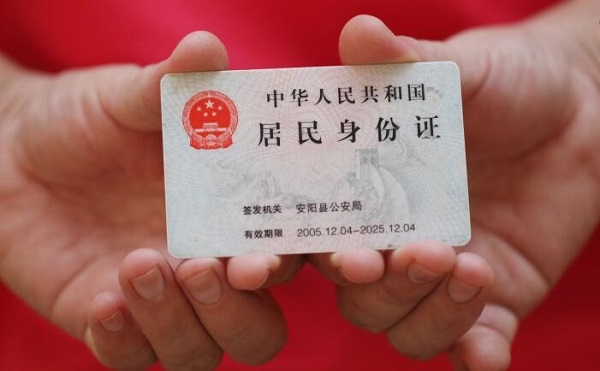 中华人民共和国
居民身份证
签发机关 安阳县公安局
有效期限 2005.12.04-2025.12.04